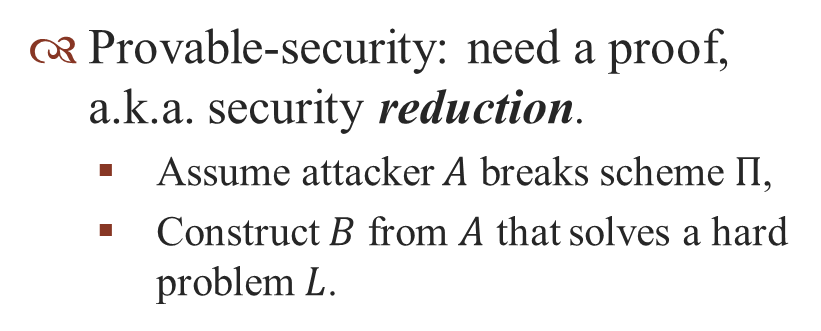 Provable-security: need a proof,
a.k.a. security reduction.
Assume attacker A breaks scheme Π,
Construct B from A that solves a hard
problem L.